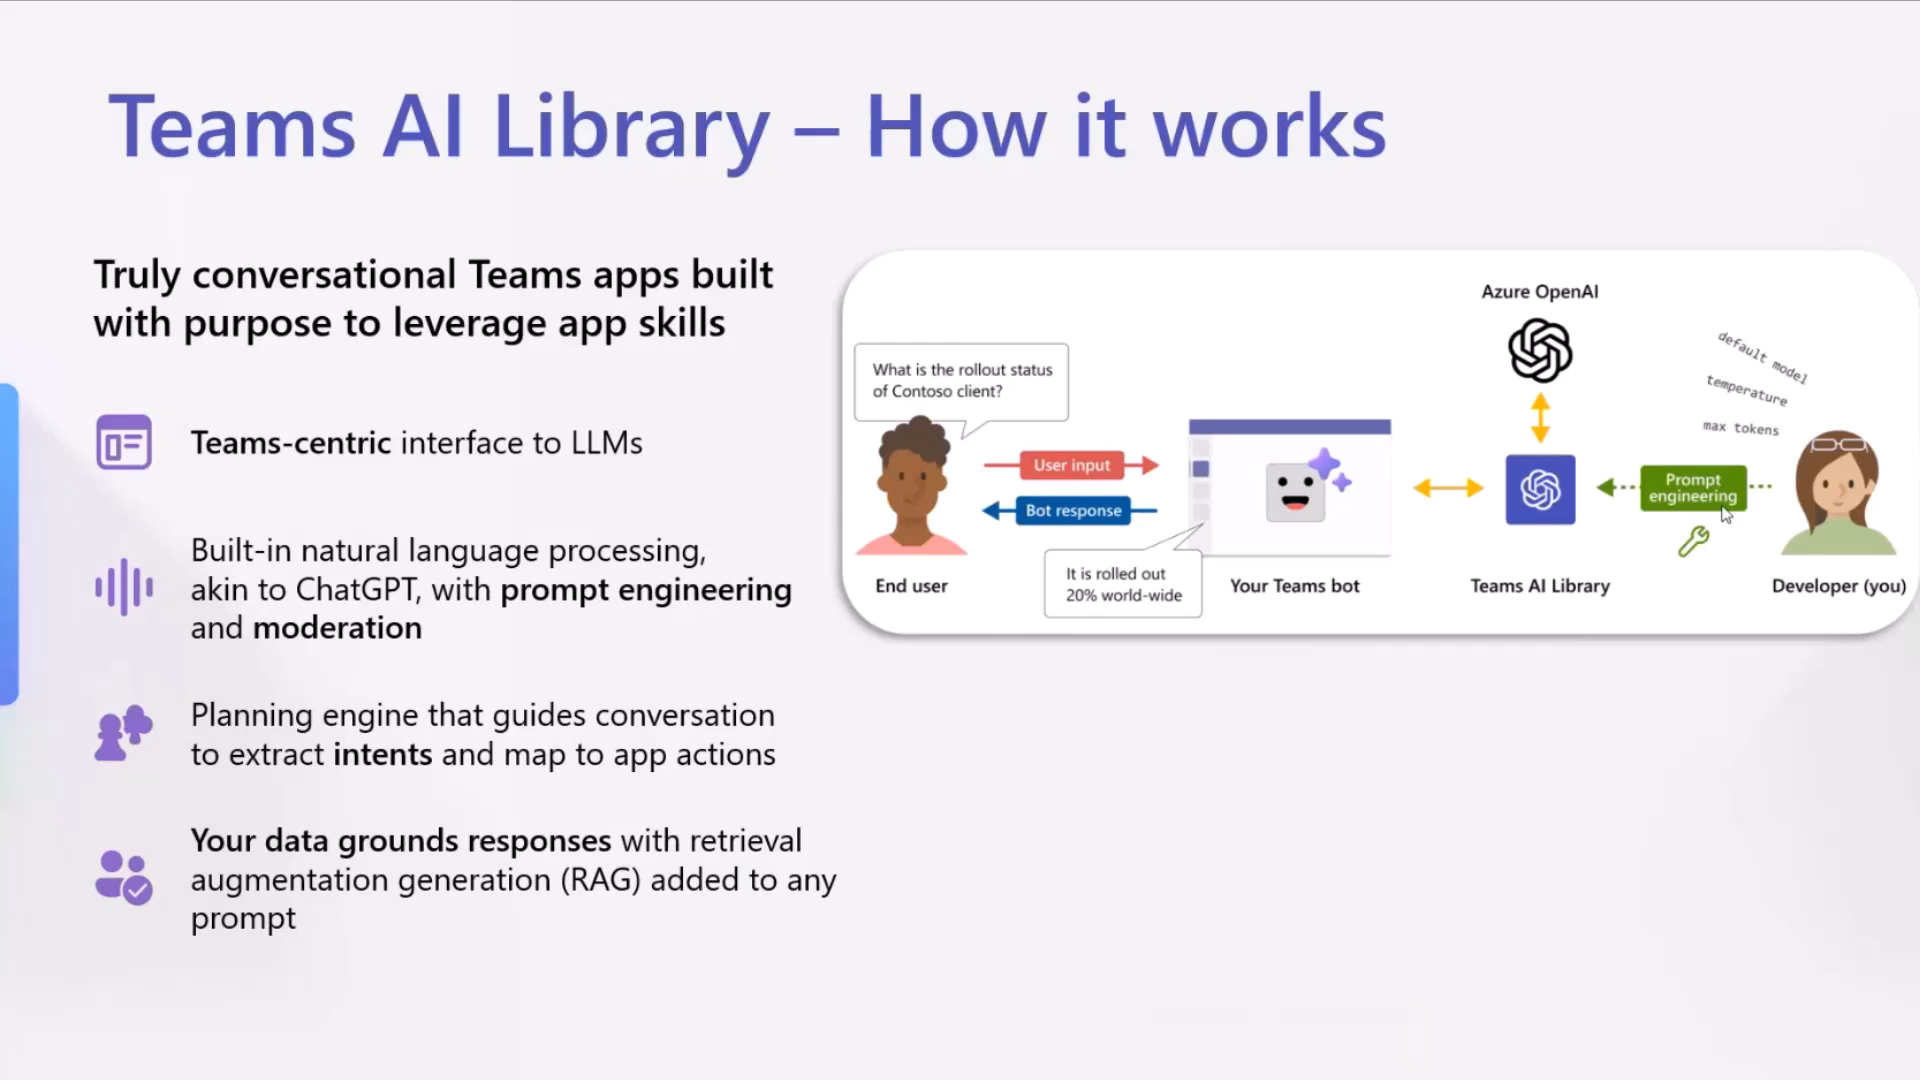 Teams AI Library – How it works
Truly conversational Teams apps built
with purpose to leverage app skills
Teams-centric interface to LLMs
Built-in natural language processing,
akin to ChatGPT, with prompt engineering
and moderation
Planning engine that guides conversation
to extract intents and map to app actions
Your data grounds responses with retrieval
augmentation generation (RAG) added to any
prompt
What is the rollout status
of Contoso client?
End user
User input
Bot response
It is rolled out
20% world-wide
Your Teams bot
Azure OpenAI
Teams AI Library
default model
temperature
max tokens
Prompt
engineering
Developer (you)